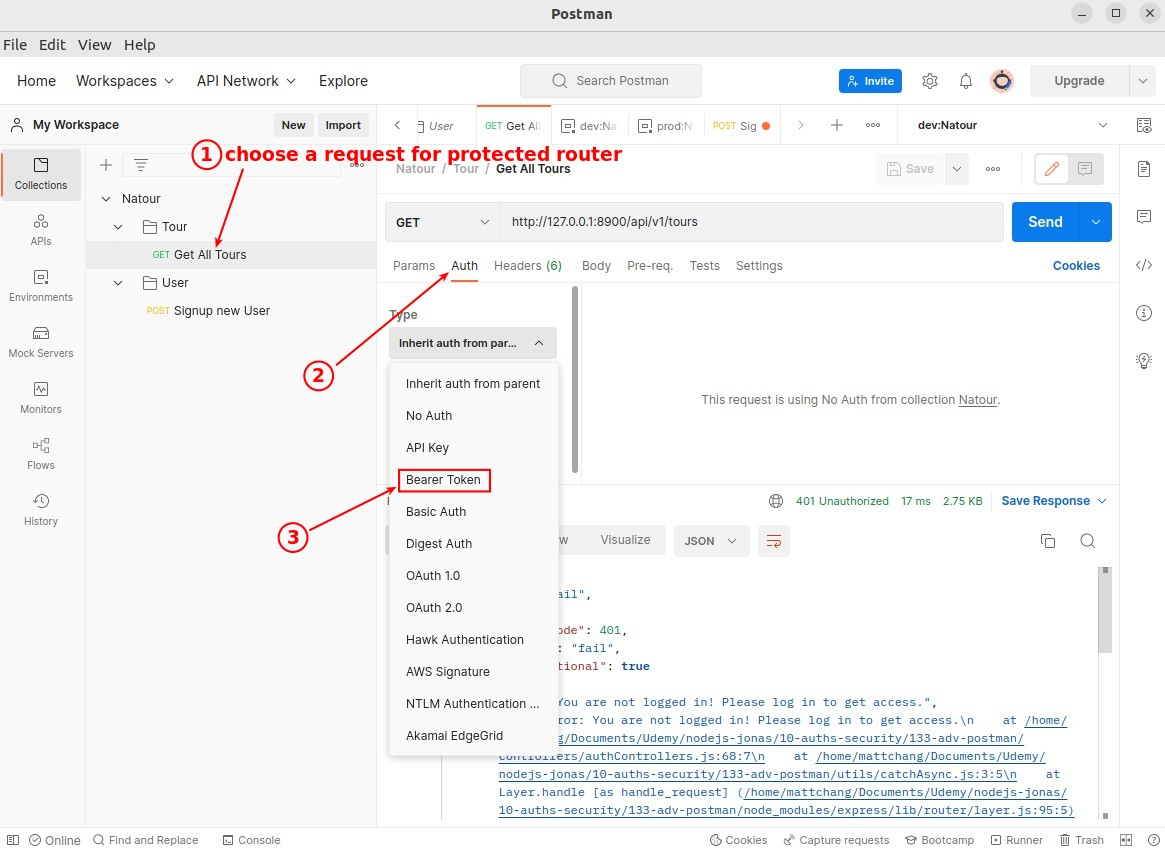 Postman
File Edit View Help
Home Workspaces API Network Explore Search Postman Invite Upgrade
My Workspace New Import User GET Get All dev:Na prod:N POST Sig dev:Natour
1 choose a request for protected router
Natour / Tour / Get All Tours Save
Collections
APIs
Environments
Mock Servers
Monitors
Flows
History
Natour
Tour
GET Get All Tours
User
POST Signup new User
GET http://127.0.0.1:8900/api/v1/tours Send
Params Auth Headers (6) Body Pre-req. Tests Settings Cookies
2
Type
Inherit auth from par...
Inherit auth from parent
No Auth
API Key
Bearer Token
Basic Auth
Digest Auth
OAuth 1.0
OAuth 2.0
Hawk Authentication
AWS Signature
NTLM Authentication ...
Akamai EdgeGrid
3
This request is using No Auth from collection Natour.
401 Unauthorized 17 ms 2.75 KB Save Response
w Visualize JSON
ail",
ode": 401,
: "fail",
tional": true
You are not logged in! Please log in to get access.",
ror: You are not logged in! Please log in to get access.\n at /home/
g/Documents/Udemy/nodejs-jonas/10-auths-security/133-adv-postman/
controllers/authControllers.js:68:7\n at /home/mattchang/Documents/Udemy/
nodejs-jonas/10-auths-security/133-adv-postman/utils/catchAsync.js:3:5\n at
Layer.handle [as handle_request] (/home/mattchang/Documents/Udemy/nodejs-jonas/
10-auths-security/133-adv-postman/node_modules/express/lib/router/layer.js:95:5)
Online Find and Replace Console Cookies Capture requests Bootcamp Runner Trash